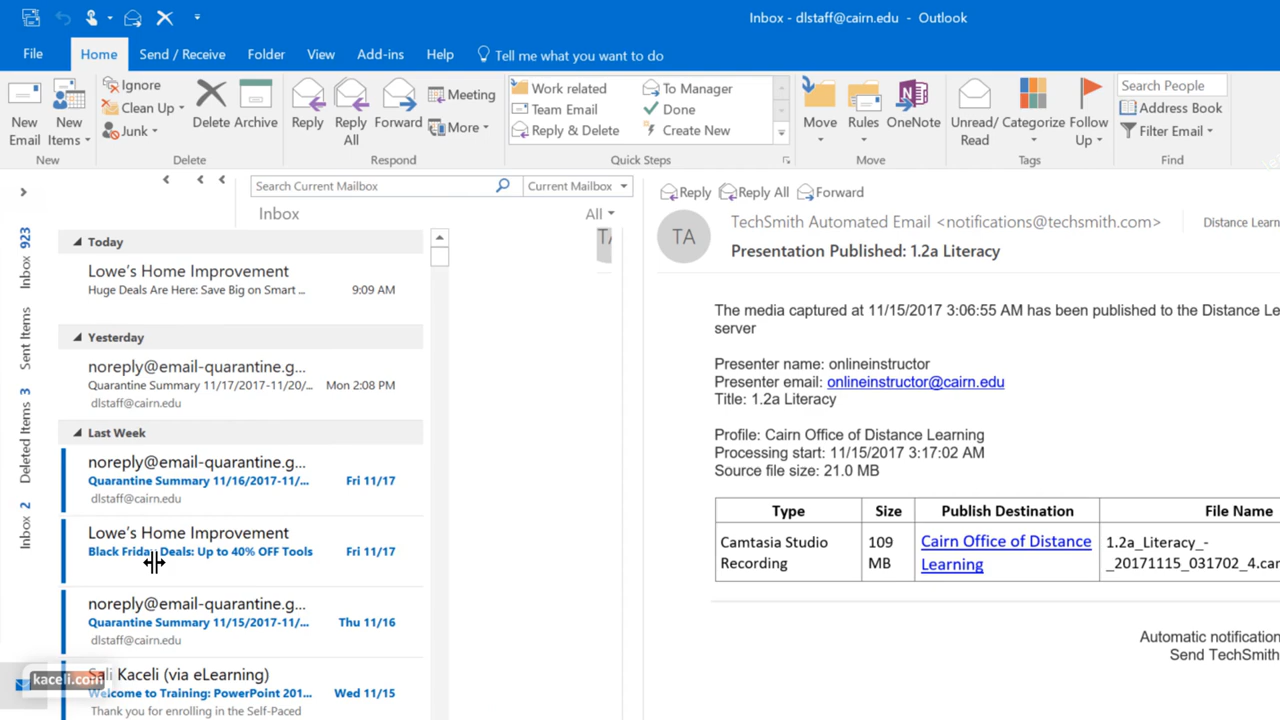 Inbox - dlstaff@cairn.edu - Outlook
File Home Send / Receive Folder View Add-ins Help Tell me what you want to do
New Email
New Items
New
Ignore
Clean Up
Junk
Delete
Archive
Delete
Reply
Reply All
Forward
Meeting
More
Respond
Work related
Team Email
Reply & Delete
To Manager
Done
Create New
Quick Steps
Move
Rules
OneNote
Move
Unread/ Read
Categorize
Follow Up
Tags
Search People
Address Book
Filter Email
Find
Inbox 923
Sent Items
Deleted Items 3
Inbox 2
Search Current Mailbox
Current Mailbox
Inbox
All
Today
Lowe's Home Improvement
Huge Deals Are Here: Save Big on Smart ... 9:09 AM
Yesterday
noreply@email-quarantine.g...
Quarantine Summary 11/17/2017-11/20/... Mon 2:08 PM
dlstaff@cairn.edu
Last Week
noreply@email-quarantine.g...
Quarantine Summary 11/16/2017-11/... Fri 11/17
dlstaff@cairn.edu
Lowe's Home Improvement
Black Friday Deals: Up to 40% OFF Tools Fri 11/17
noreply@email-quarantine.g...
Quarantine Summary 11/15/2017-11/... Thu 11/16
dlstaff@cairn.edu
Sali Kaceli (via eLearning)
Welcome to Training: PowerPoint 201... Wed 11/15
Thank you for enrolling in the Self-Paced
kaceli.com
Reply Reply All Forward
TA
TechSmith Automated Email <notifications@techsmith.com>
Distance Learn
Presentation Published: 1.2a Literacy
The media captured at 11/15/2017 3:06:55 AM has been published to the Distance Le
server
Presenter name: onlineinstructor
Presenter email: onlineinstructor@cairn.edu
Title: 1.2a Literacy
Profile: Cairn Office of Distance Learning
Processing start: 11/15/2017 3:17:02 AM
Source file size: 21.0 MB
Type Size Publish Destination File Name
Camtasia Studio 109 Cairn Office of Distance 1.2a_Literacy_-
Recording MB Learning _20171115_031702_4.car
Automatic notification
Send TechSmith